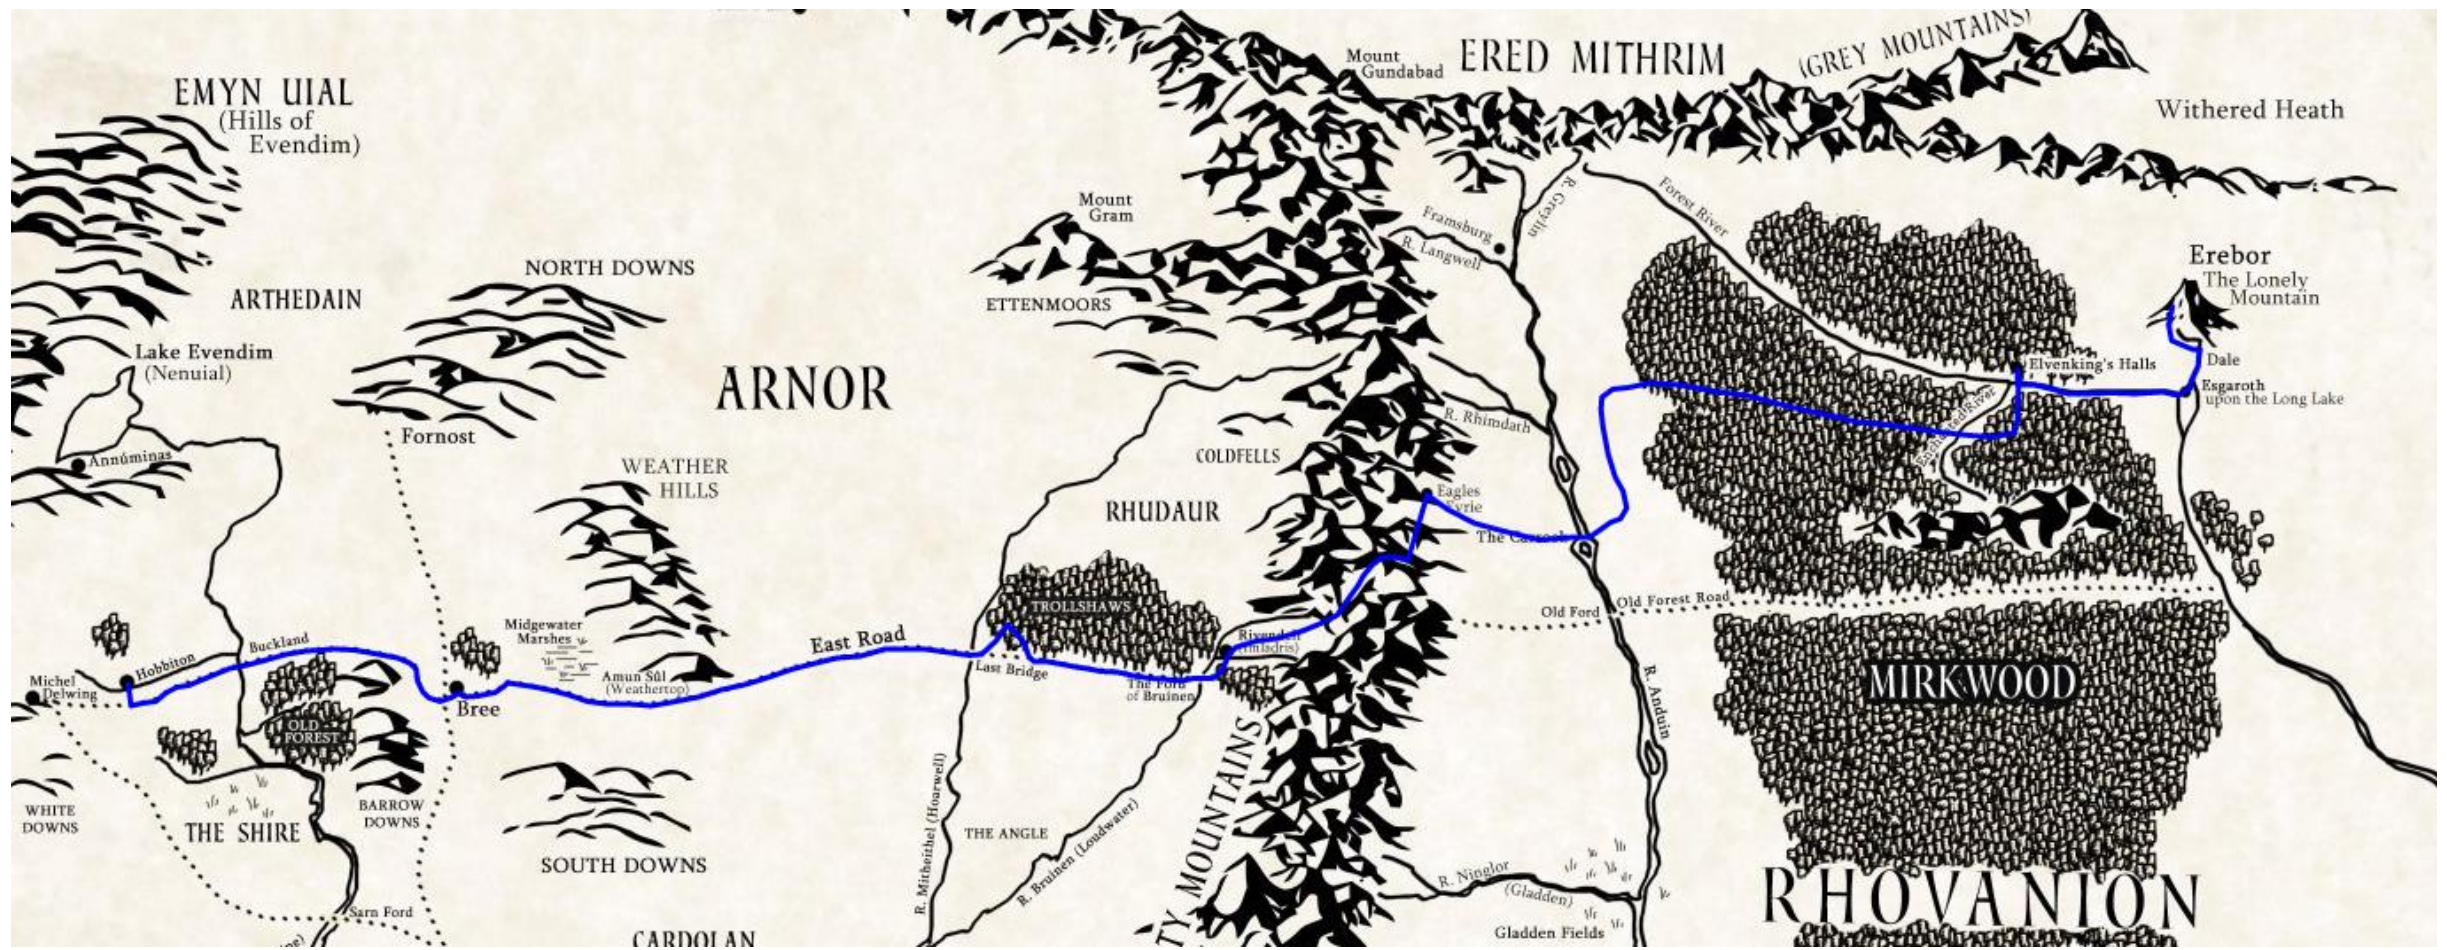 Mount
Gundabad
ERED MITHRIM
(GREY MOUNTAINS)
Withered Heath
EMYN UIAL
(Hills of
Evendim)
Mount
Gram
Framsburg
R. Langwell
R. Greylin
Forest River
NORTH DOWNS
ARTHEDAIN
ETTENMOORS
Erebor
The Lonely
Mountain
Lake Evendim
(Nenuial)
ARNOR
Elvenking's Halls
Dale
Esgaroth
upon the Long Lake
Fornost
R. Rhimdath
Enchanted River
Annúminas
WEATHER
HILLS
COLDFELLS
RHUDAUR
Eagles
Eyrie
The Carrock
TROLLSHAWS
Old Ford
Old Forest Road
Midgewater
Marshes
East Road
Buckland
Hobbiton
Rivendell
(Imladris)
Michel
Delwing
Amun Sûl
(Weathertop)
Last Bridge
The Ford
of Bruinen
Bree
MIRKWOOD
R. Anduin
OLD
FOREST
WHITE
DOWNS
THE SHIRE
BARROW
DOWNS
SOUTH DOWNS
R. Mitheithel (Hoarwell)
THE ANGLE
R. Bruinen (Loudwater)
TY MOUNTAINS
R. Ninglor
(Gladden)
RHOVANION
Sarn Ford
Gladden Fields
CARDOLAN